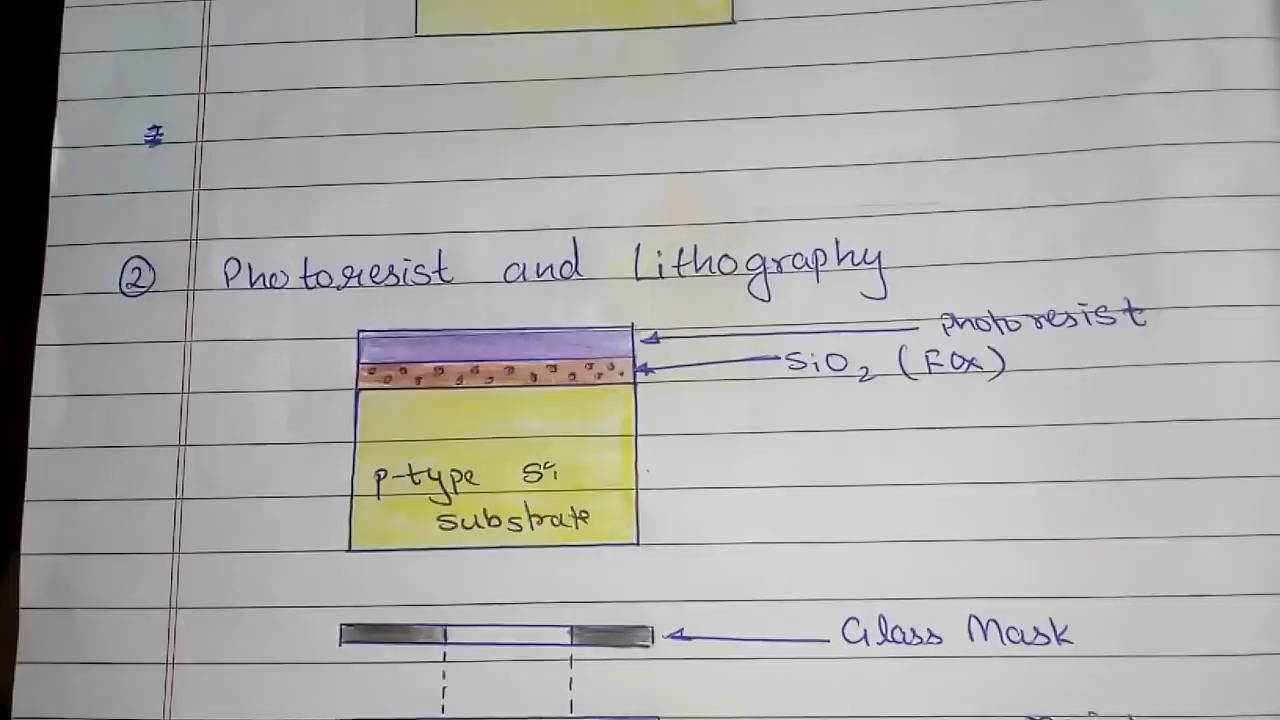 ② Photoresist and Lithography
photoresist
SiO₂ (FOX)
p-type Si
substrate
Glass Mask